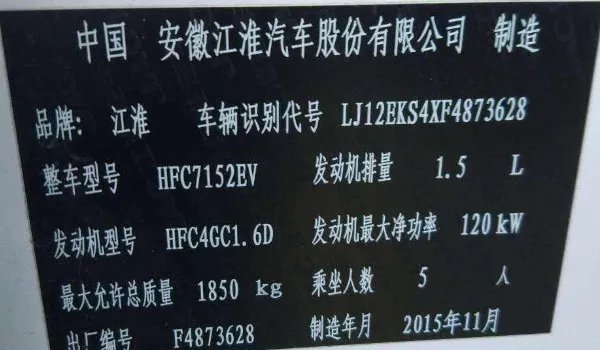 中国 安徽江淮汽车股份有限公司 制造
品牌: 江淮 车辆识别代号 LJ12EKS4XF4873628
整车型号 HFC7152EV 发动机排量 1.5 L
发动机型号 HFC4GC1.6D 发动机最大净功率 120kW
最大允许总质量 1850 kg 乘坐人数 5 人
出厂编号 F4873628 制造年月 2015年11月